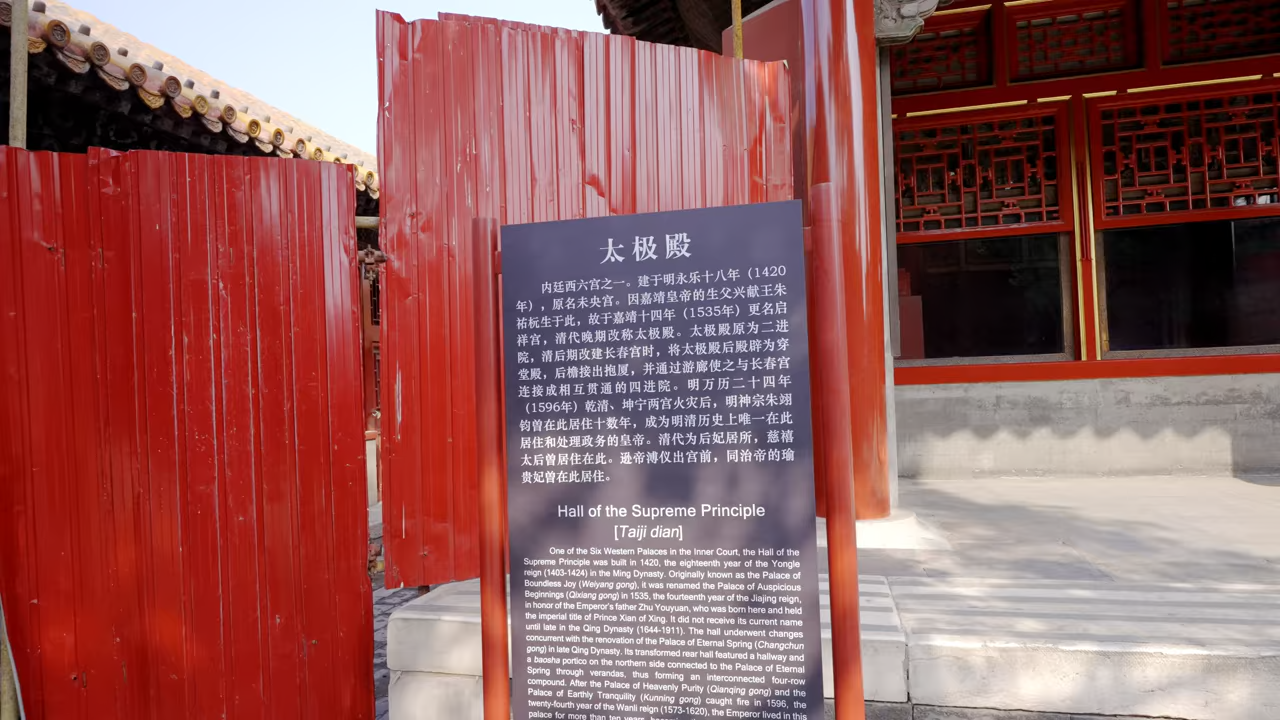 太极殿
内廷西六宫之一。建于明永乐十八年（1420
年），原名未央宫。因嘉靖皇帝的生父兴献王朱
祐杬生于此，故于嘉靖十四年（1535年）更名启
祥宫，清代晚期改称太极殿。太极殿原为二进
院，清后期改建长春宫时，将太极殿后殿辟为穿
堂殿，后檐接出抱厦，并通过游廊使之与长春宫
连接成相互贯通的四进院。明万历二十四年
（1596年）乾清、坤宁两宫火灾后，明神宗朱翊
钧曾在此居住十数年，成为明清历史上唯一在此
居住和处理政务的皇帝。清代为后妃居所，慈禧
太后曾居住在此。逊帝溥仪出宫前，同治帝的瑜
贵妃曾在此居住。
Hall of the Supreme Principle
[Taiji dian]
One of the Six Western Palaces in the Inner Court, the Hall of the
Supreme Principle was built in 1420, the eighteenth year of the Yongle
reign (1403-1424) in the Ming Dynasty. Originally known as the Palace of
Boundless Joy (Weiyang gong), it was renamed the Palace of Auspicious
Beginnings (Qixiang gong) in 1535, the fourteenth year of the Jiajing reign,
in honor of the Emperor's father Zhu Youyuan, who was born here and held
the imperial title of Prince Xian of Xing. It did not receive its current name
until late in the Qing Dynasty (1644-1911). The hall underwent changes
concurrent with the renovation of the Palace of Eternal Spring (Changchun
gong) in late Qing Dynasty. Its transformed rear hall featured a hallway and
a baosha portico on the northern side connected to the Palace of Eternal
Spring through verandas, thus forming an interconnected four-row
compound. After the Palace of Heavenly Purity (Qianqing gong) and the
Palace of Earthly Tranquility (Kunning gong) caught fire in 1596, the
twenty-fourth year of the Wanli reign (1573-1620), the Emperor lived in this
palace for more than ten years,